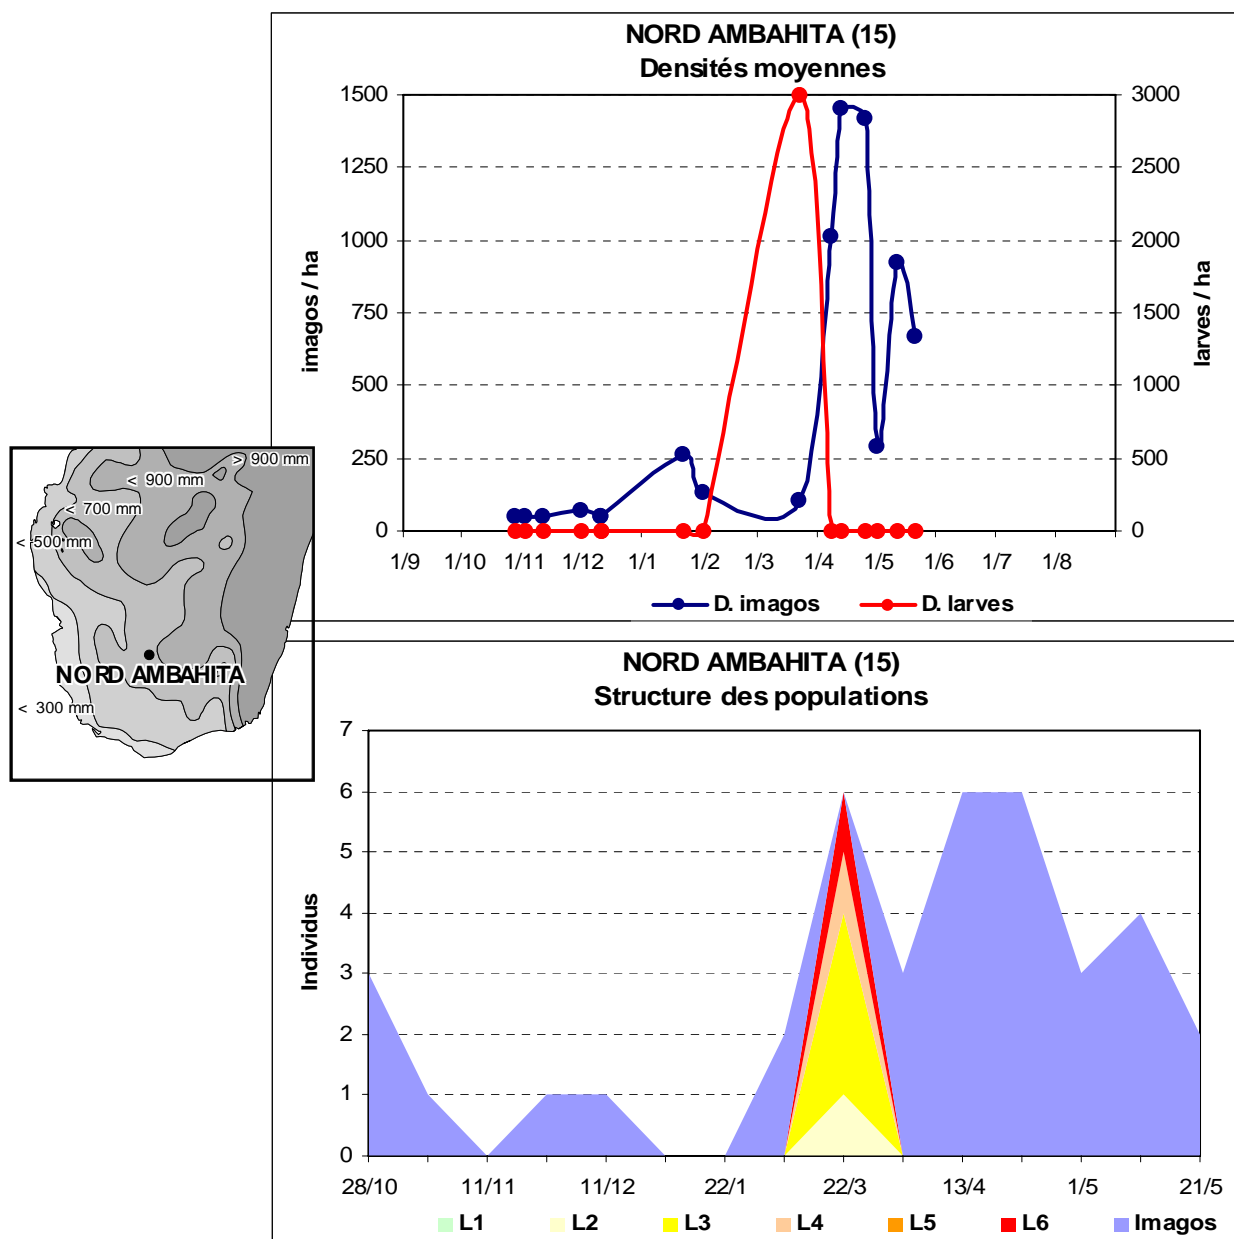 NORD AMBAHITA (15)
Densités moyennes
1500
1250
1000
750
500
250
0
imagos / ha
3000
2500
2000
1500
1000
500
0
larves / ha
1/9 1/10 1/11 1/12 1/1 1/2 1/3 1/4 1/5 1/6 1/7 1/8
D. imagos D. larves
> 900 mm
< 900 mm
< 700 mm
< 500 mm
NORD AMBAHITA
< 300 mm
NORD AMBAHITA (15)
Structure des populations
7
6
5
4
3
2
1
0
Individus
28/10 11/11 11/12 22/1 22/3 13/4 1/5 21/5
L1 L2 L3 L4 L5 L6 Imagos